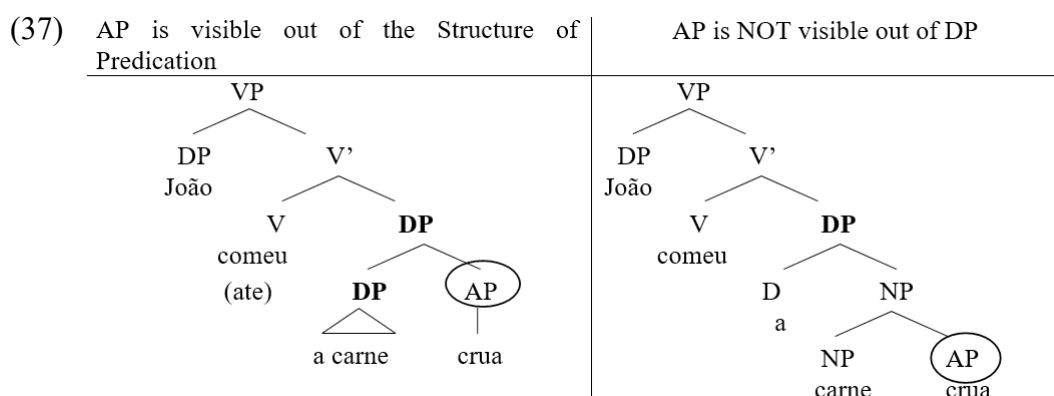 (37) AP is visible out of the Structure of Predication
AP is NOT visible out of DP
VP
DP V’
João
V DP
comeu
(ate) DP AP
a carne crua
VP
DP V’
João
V DP
comeu
D NP
a
NP AP
carne crua